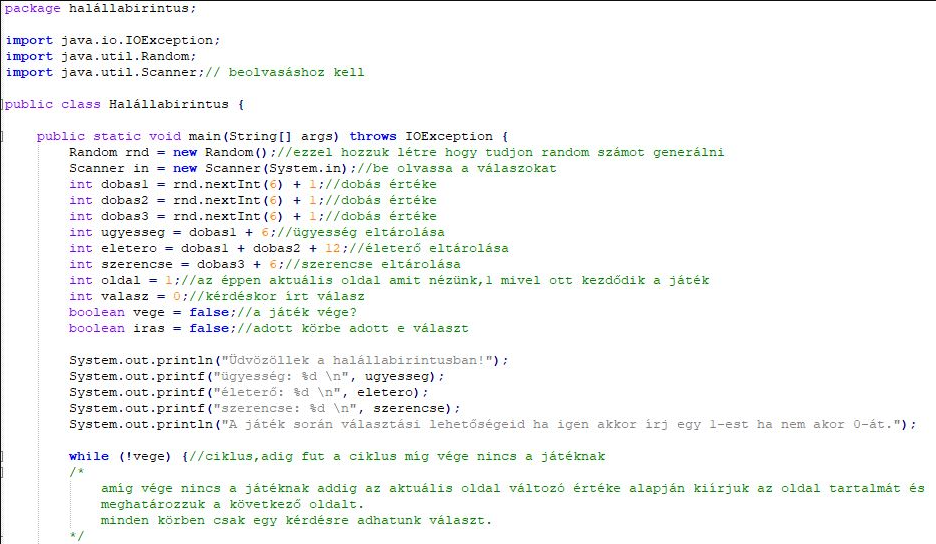 package halállabirintus;
import java.io.IOException;
import java.util.Random;
import java.util.Scanner;// beolvasáshoz kell
public class Halállabirintus {
public static void main(String[] args) throws IOException {
Random rnd = new Random();//ezzel hozzuk létre hogy tudjon random számot generálni
Scanner in = new Scanner(System.in);//be olvassa a válaszokat
int dobas1 = rnd.nextInt(6) + 1;//dobás értéke
int dobas2 = rnd.nextInt(6) + 1;//dobás értéke
int dobas3 = rnd.nextInt(6) + 1;//dobás értéke
int ugyesseg = dobas1 + 6;//ügyesség eltárolása
int eletero = dobas1 + dobas2 + 12;//életerő eltárolása
int szerencse = dobas3 + 6;//szerencse eltárolása
int oldal = 1;//az éppen aktuális oldal amit nézünk,1 mivel ott kezdődik a játék
int valasz = 0;//kérdéskor írt válasz
boolean vege = false;//a játék vége?
boolean iras = false;//adott körbe adott e választ
System.out.println("Üdvözöllek a halállabirintusban!");
System.out.printf("ügyesség: %d \n", ugyesseg);
System.out.printf("életerő: %d \n", eletero);
System.out.printf("szerencse: %d \n", szerencse);
System.out.println("A játék során választási lehetőségeid ha igen akkor írj egy 1-est ha nem akor 0-át.");
while (!vege) {//ciklus,adig fut a ciklus míg vége nincs a játéknak
/*
amíg vége nincs a játéknak addig az aktuális oldal változó értéke alapján kiírjuk az oldal tartalmát és
meghatározzuk a következő oldalt.
minden körben csak egy kérdésre adhatunk választ.
*/